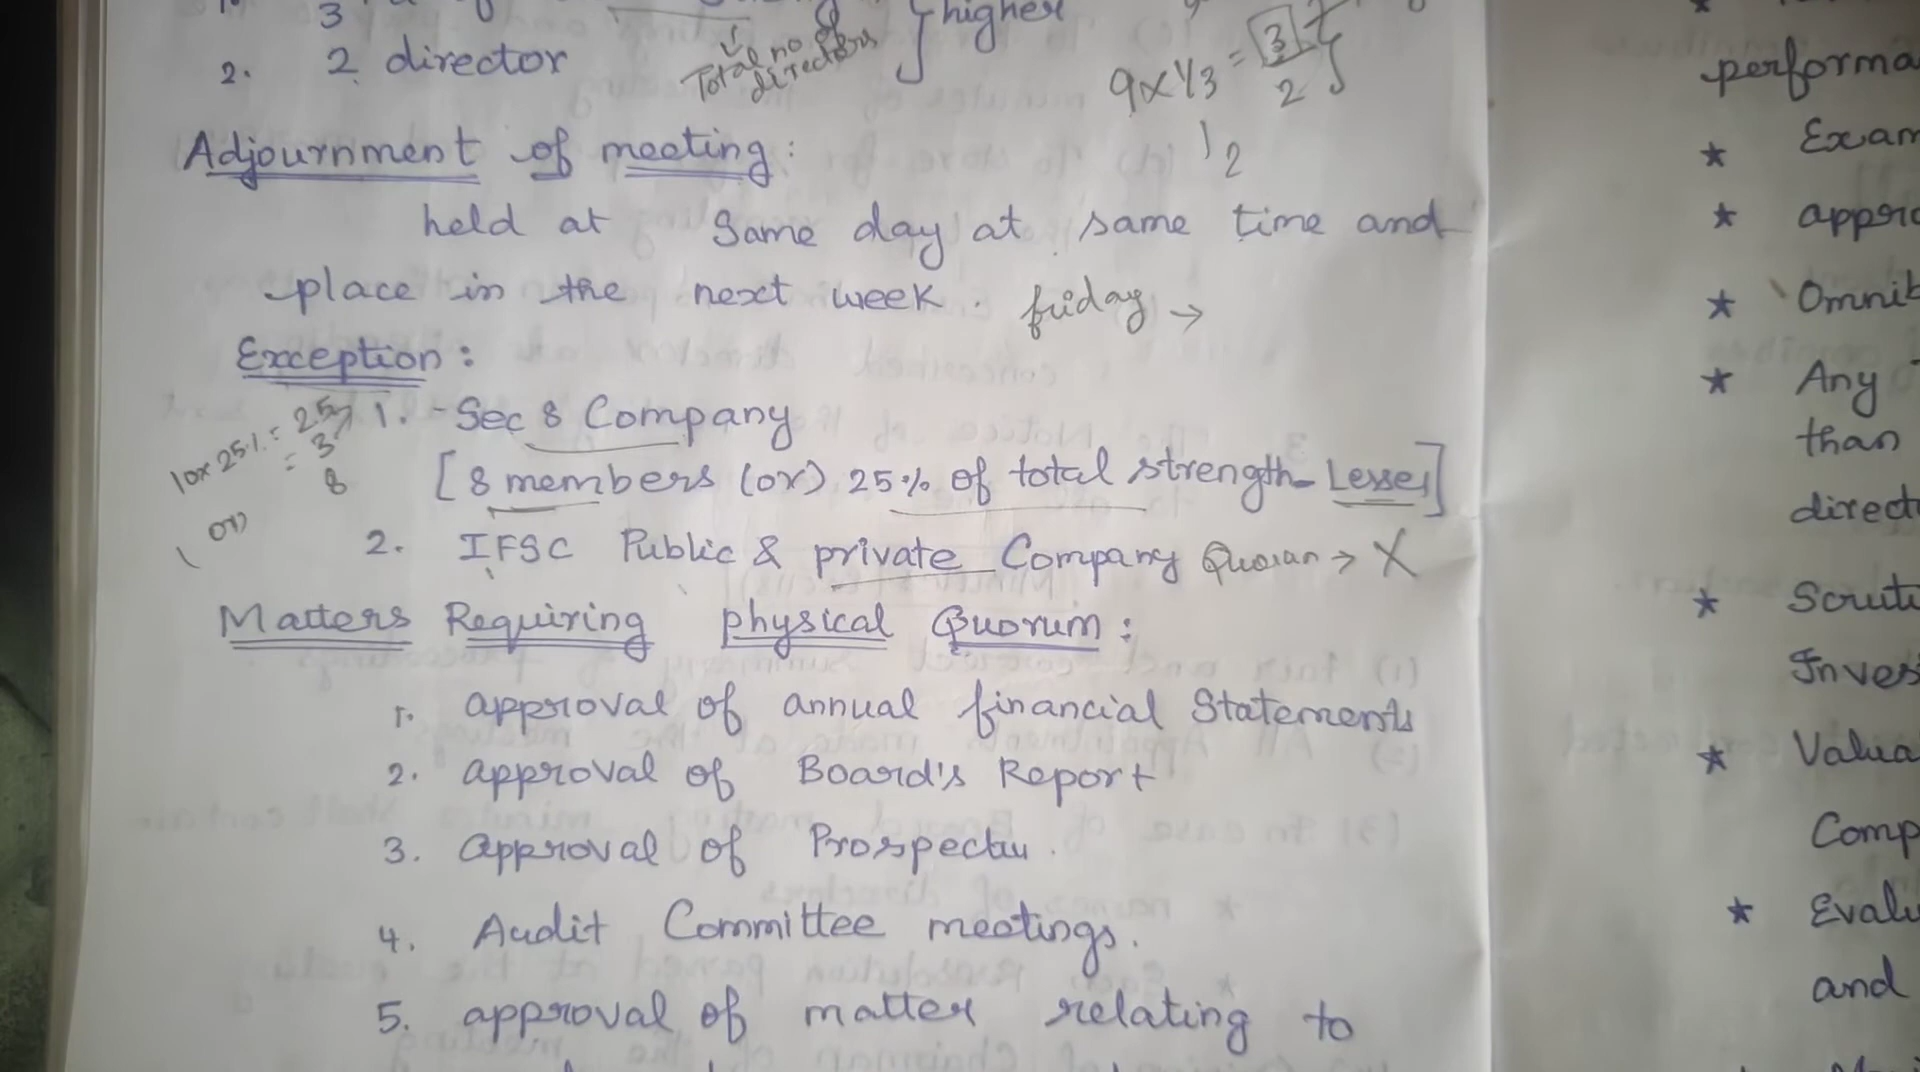 3
higher
2. 2 director
Total no of
directors
9x1/3 = 3
2
1 2
Adjournment of meeting:
held at same day at same time and
place in the next week. friday →
Exception:
1. - Sec 8 Company
10x 25% = 25
= 3
8
(or)
[8 members (or) 25% of total strength - Lesser]
2. IFSC Public & private Company Quoran → X
Matters Requiring physical Quorum:
1. approval of annual financial Statements
2. approval of Board's Report
3. approval of Prospectus
4. Audit Committee meetings.
5. approval of matter relating to
performa
★ Exam
★ appro
★ Omnib
★ Any
than
direct
★ Scruti
Inves
★ Valua
Comp
★ Evalu
and